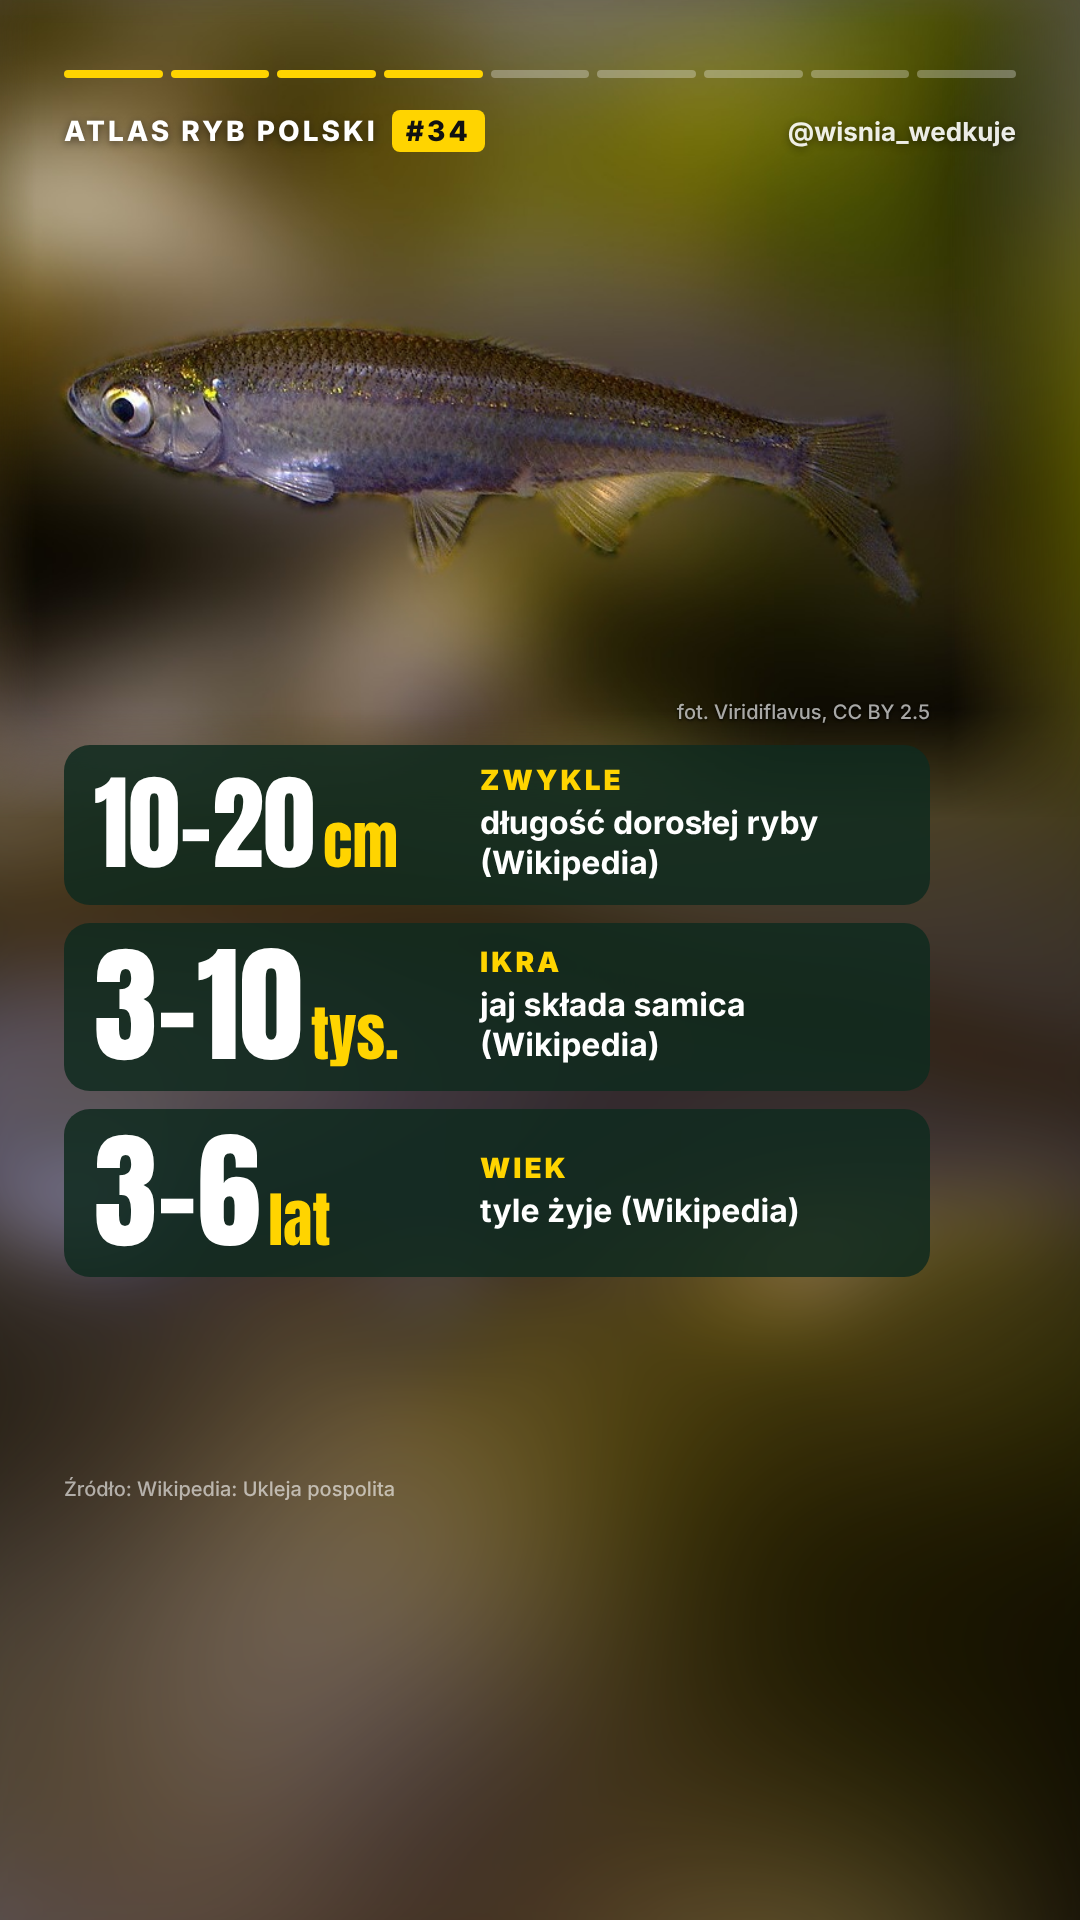 ATLAS RYB POLSKI #34
@wisnia_wedkuje
fot. Viridiflavus, CC BY 2.5
10-20 cm
ZWYKLE
długość dorosłej ryby
(Wikipedia)
3-10 tys.
IKRA
jaj składa samica
(Wikipedia)
3-6 lat
WIEK
tyle żyje (Wikipedia)
Źródło: Wikipedia: Ukleja pospolita